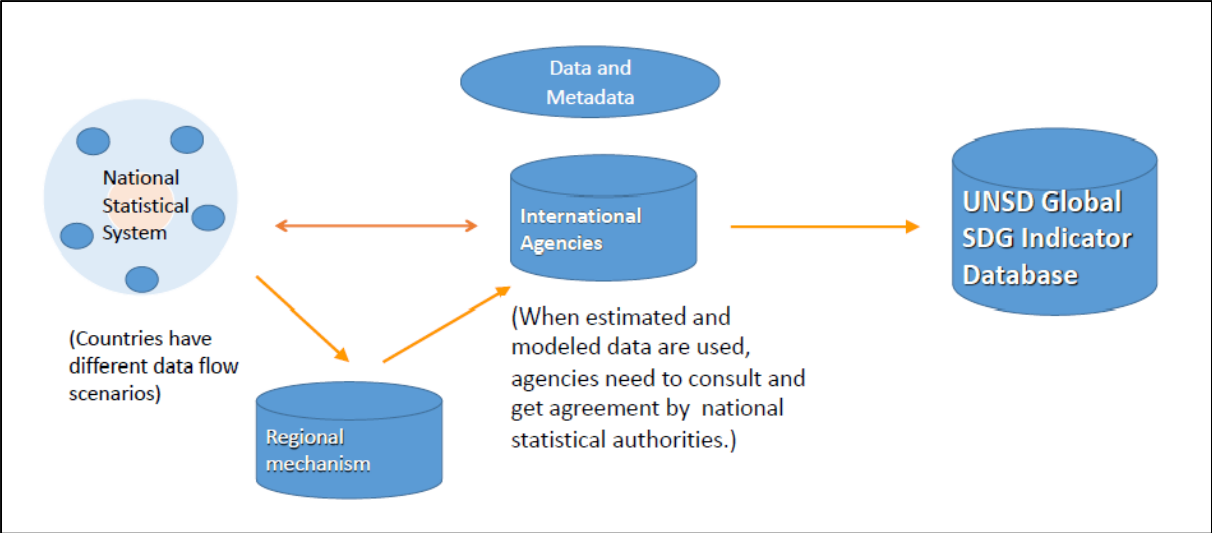 Data and
Metadata
National
Statistical
System
International
Agencies
UNSD Global
SDG Indicator
Database
(Countries have
different data flow
scenarios)
(When estimated and
modeled data are used,
agencies need to consult and
get agreement by national
statistical authorities.)
Regional
mechanism